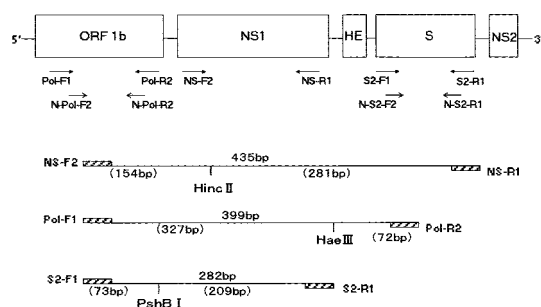 5' ORF 1b NS1 HE S NS2 3'
Pol-F1 Pol-R2 NS-F2 NS-R1 S2-F1 S2-R1
N-Pol-F2 N-Pol-R2 N-S2-F2 N-S2-R1
435bp
NS-F2 (154bp) (281bp) NS-R1
Hinc II
399bp
Pol-F1 (327bp) (72bp) Pol-R2
Hae III
282bp
S2-F1 (73bp) (209bp) S2-R1
PshB I